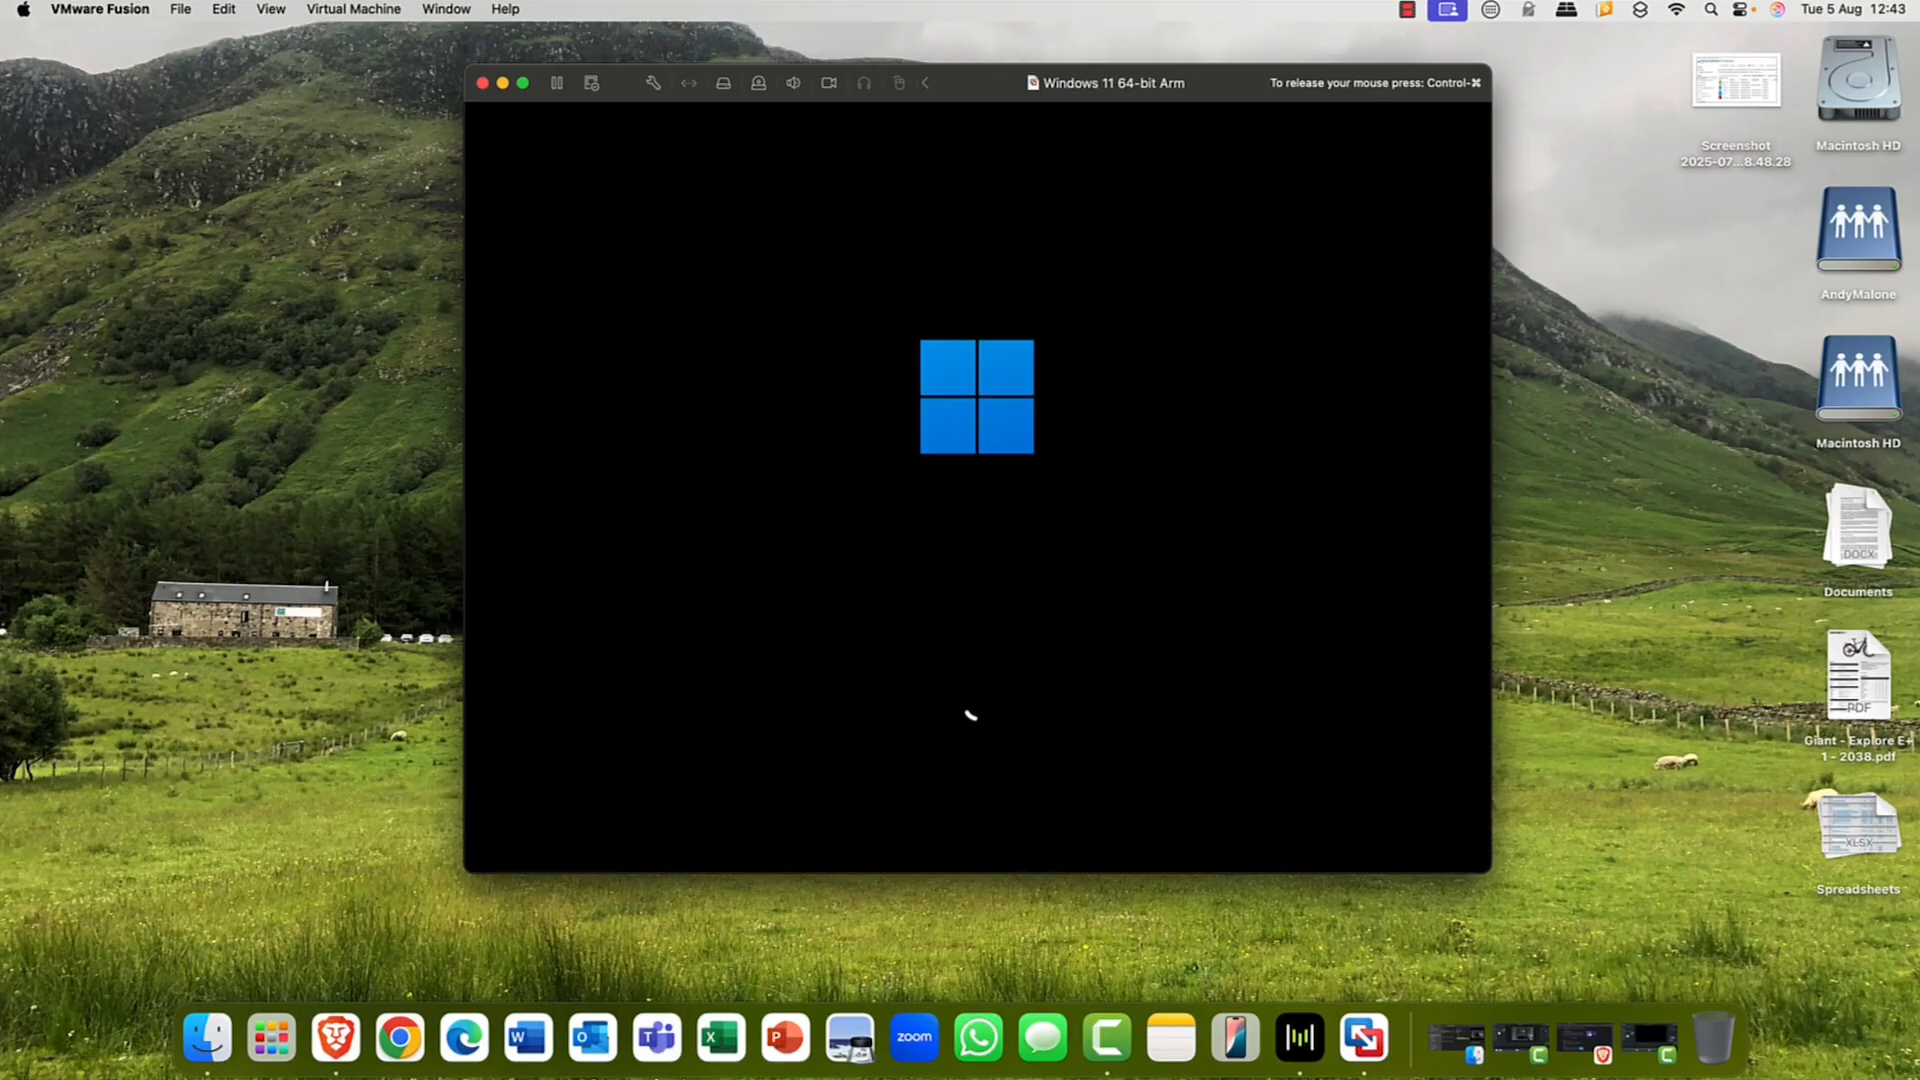 VMware Fusion File Edit View Virtual Machine Window Help
Tue 5 Aug 12:43
Windows 11 64-bit Arm
To release your mouse press: Control-⌘
Screenshot
2025-07...8.48.28
Macintosh HD
AndyMalone
Macintosh HD
DOCX
Documents
PDF
Giant - Explore E+
1 - 2038.pdf
XLSX
Spreadsheets
zoom